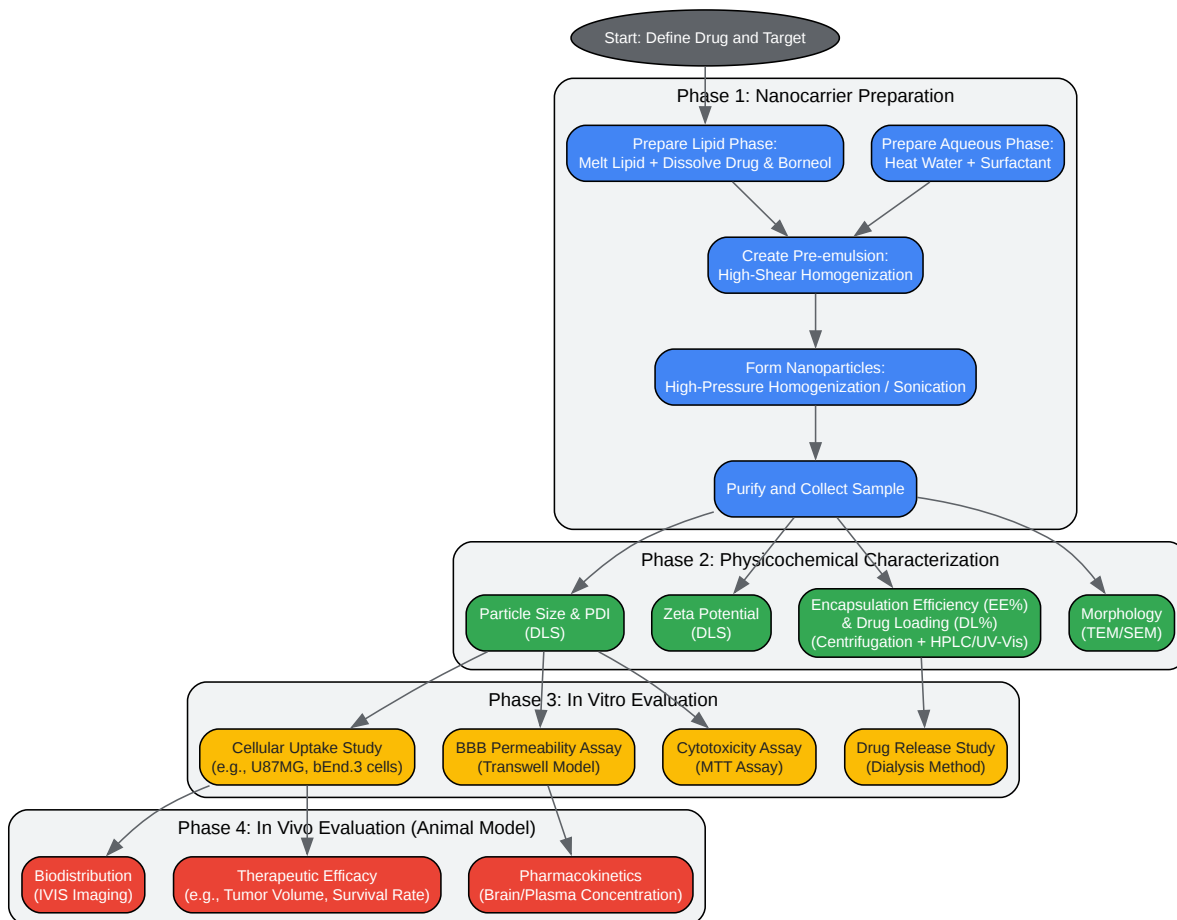 Start: Define Drug and Target
Phase 1: Nanocarrier Preparation
Prepare Lipid Phase:
Melt Lipid + Dissolve Drug & Borneol
Prepare Aqueous Phase:
Heat Water + Surfactant
Create Pre-emulsion:
High-Shear Homogenization
Form Nanoparticles:
High-Pressure Homogenization / Sonication
Purify and Collect Sample
Phase 2: Physicochemical Characterization
Particle Size & PDI
(DLS)
Zeta Potential
(DLS)
Encapsulation Efficiency (EE%)
& Drug Loading (DL%)
(Centrifugation + HPLC/UV-Vis)
Morphology
(TEM/SEM)
Phase 3: In Vitro Evaluation
Cellular Uptake Study
(e.g., U87MG, bEnd.3 cells)
BBB Permeability Assay
(Transwell Model)
Cytotoxicity Assay
(MTT Assay)
Drug Release Study
(Dialysis Method)
Phase 4: In Vivo Evaluation (Animal Model)
Biodistribution
(IVIS Imaging)
Therapeutic Efficacy
(e.g., Tumor Volume, Survival Rate)
Pharmacokinetics
(Brain/Plasma Concentration)